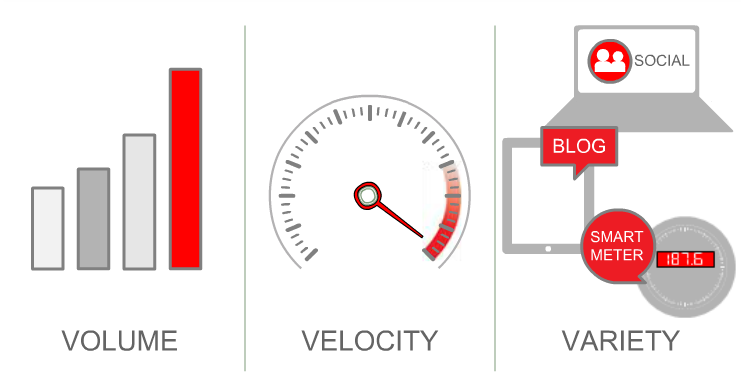 SOCIAL
BLOG
SMART
METER
187.6
VOLUME
VELOCITY
VARIETY